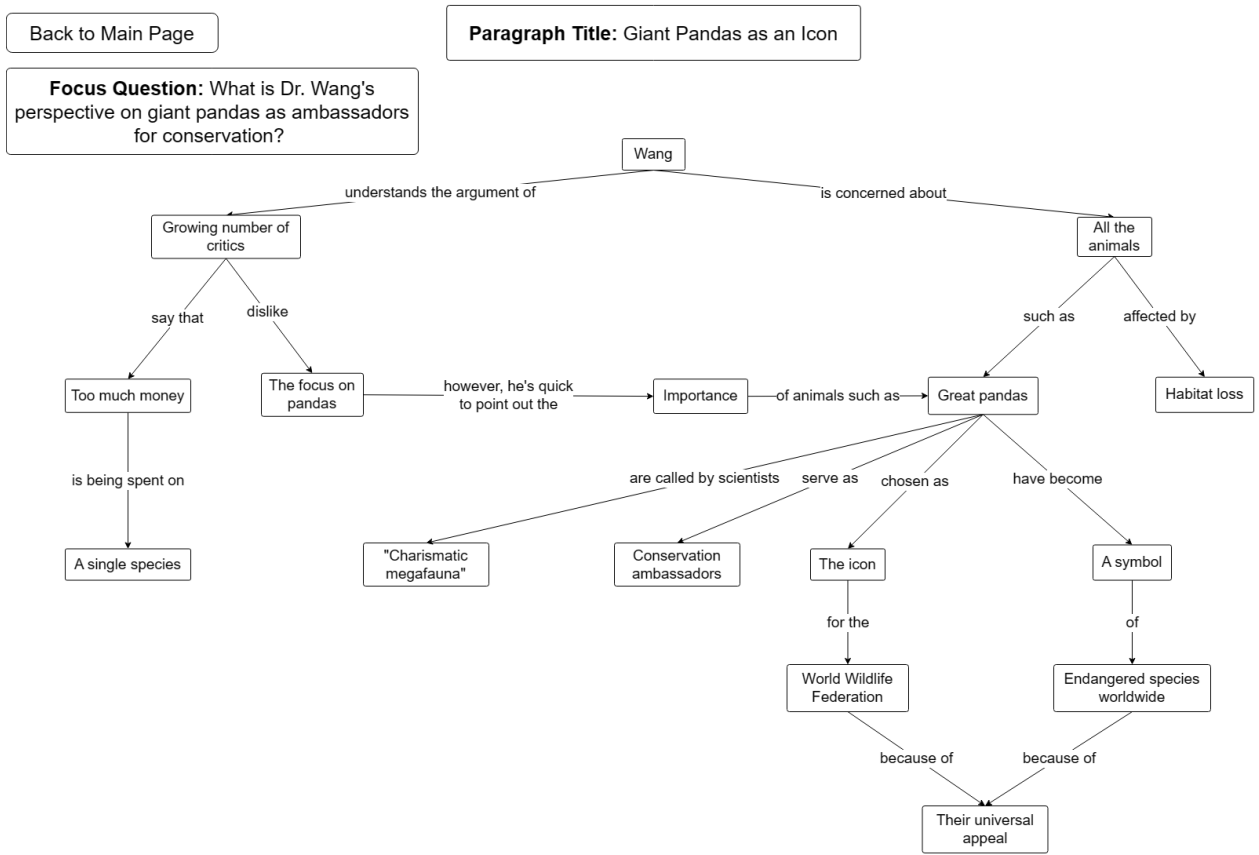 Back to Main Page
Paragraph Title: Giant Pandas as an Icon
Focus Question: What is Dr. Wang's
perspective on giant pandas as ambassadors
for conservation?
Wang
understands the argument of
is concerned about
Growing number of
critics
All the
animals
say that
dislike
such as
affected by
Too much money
The focus on
pandas
however, he's quick
to point out the
Importance
of animals such as
Great pandas
Habitat loss
is being spent on
are called by scientists
serve as
chosen as
have become
A single species
"Charismatic
megafauna"
Conservation
ambassadors
The icon
A symbol
for the
of
World Wildlife
Federation
Endangered species
worldwide
because of
because of
Their universal
appeal